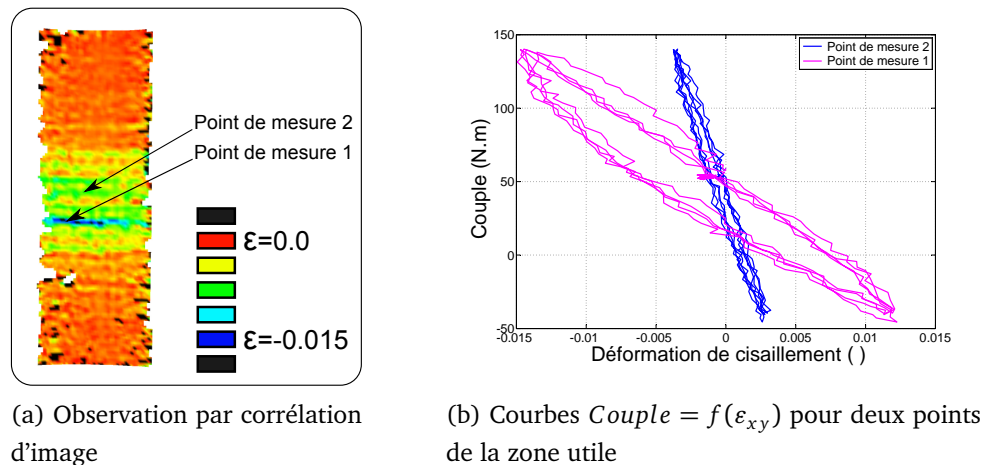 Point de mesure 2
Point de mesure 1
ε=0.0
ε=-0.015
(a) Observation par corrélation
d'image
150
100
50
0
-50
-0.015
-0.01
-0.005
0
0.005
0.01
0.015
Couple (N.m)
Déformation de cisaillement ( )
Point de mesure 2
Point de mesure 1
(b) Courbes Couple = f(ε_xy) pour deux points
de la zone utile